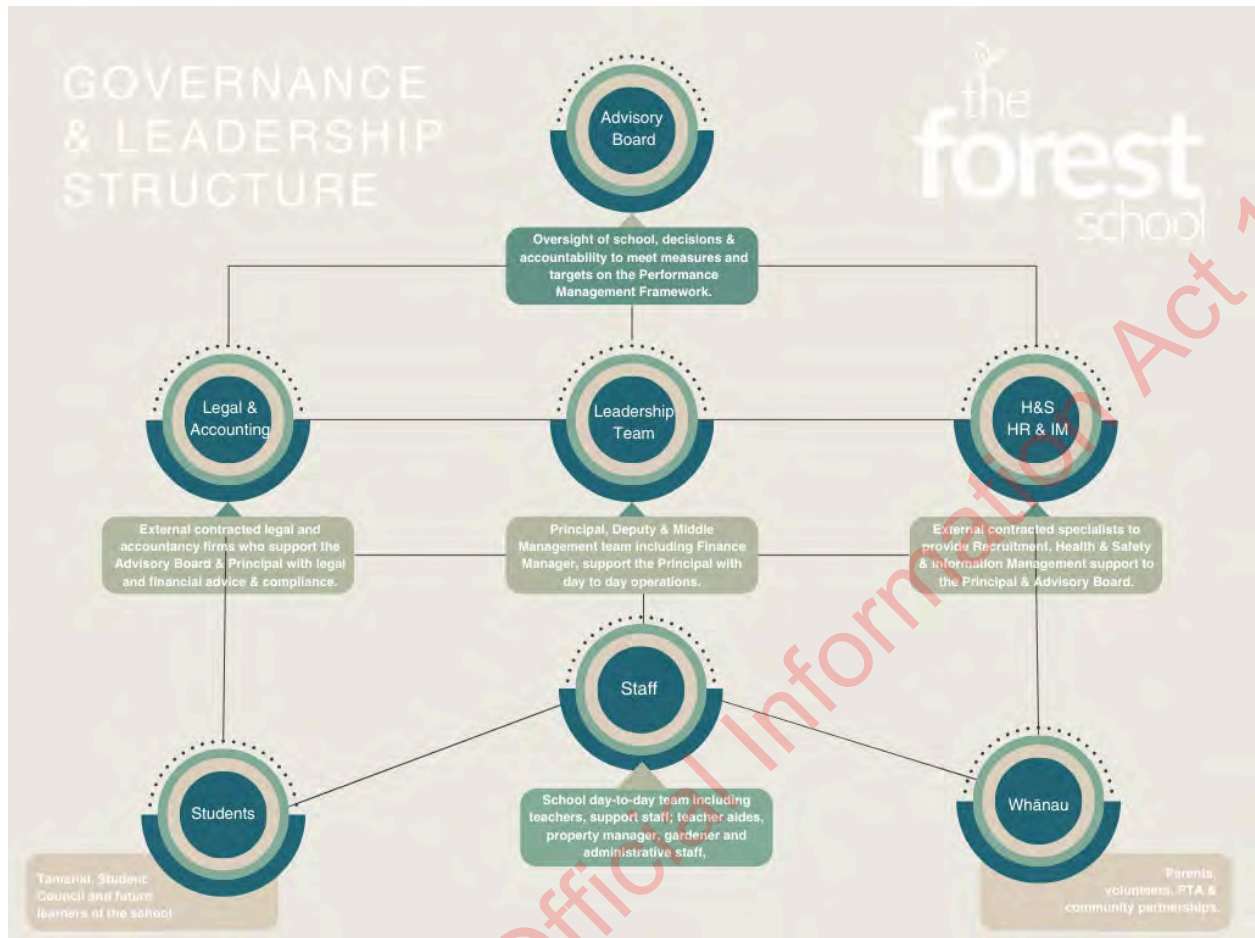 GOVERNANCE
& LEADERSHIP
STRUCTURE
the
forest
school
Advisory
Board
Oversight of school, decisions &
accountability to meet measures and
targets on the Performance
Management Framework.
Legal &
Accounting
Leadership
Team
H&S
HR & IM
External contracted legal and
accountancy firms who support the
Advisory Board & Principal with legal
and financial advice & compliance.
Principal, Deputy & Middle
Management team including Finance
Manager, support the Principal with
day to day operations.
External contracted specialists to
provide Recruitment, Health & Safety
& Information Management support to
the Principal & Advisory Board.
Staff
Students
Whānau
School day-to-day team including
teachers, support staff; teacher aides,
property manager, gardener and
administrative staff,
Tamariki, Student
Council and future
learners of the school
Parents,
volunteers, PTA &
community partnerships.
Official Information Act 1